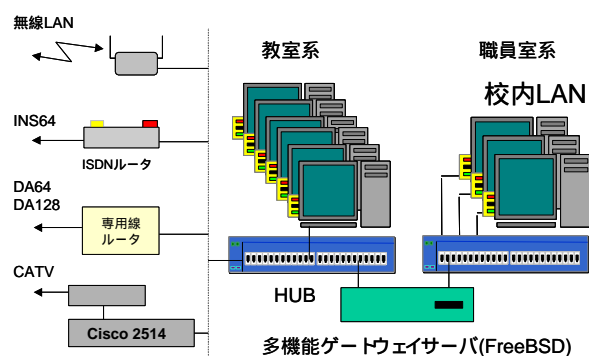 無線LAN
教室系
職員室系
校内LAN
INS64
ISDNルータ
DA64
DA128
専用線
ルータ
CATV
HUB
Cisco 2514
多機能ゲートウェイサーバ(FreeBSD)